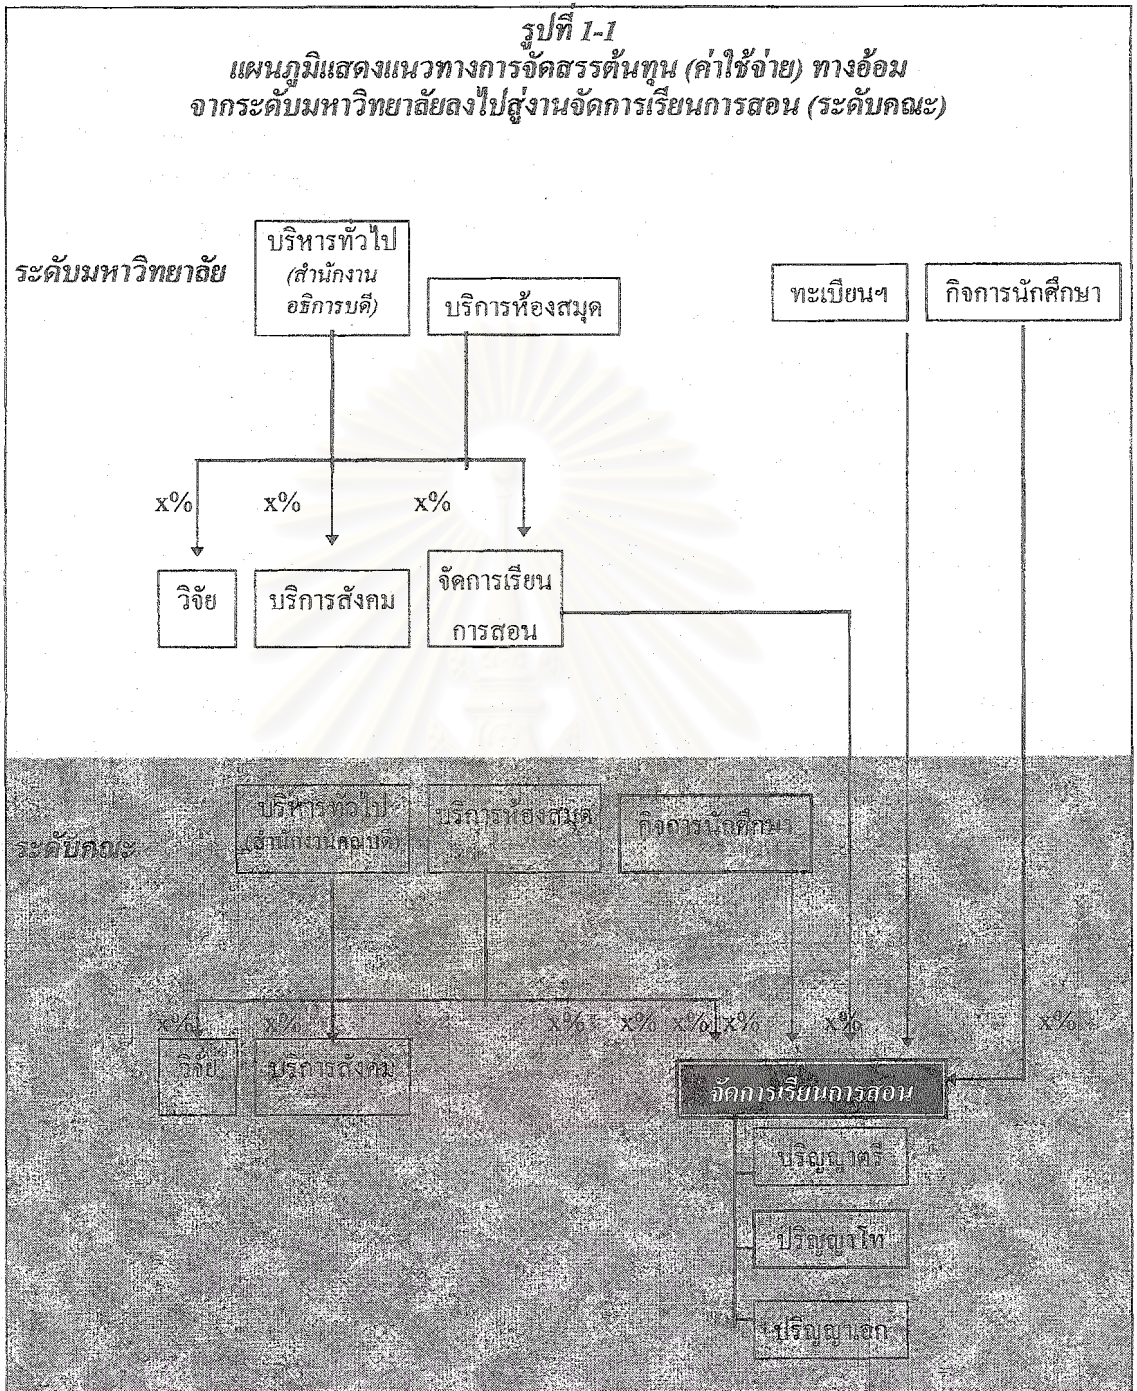 รูปที่ 1-1
แผนภูมิแสดงแนวทางการจัดสรรต้นทุน (ค่าใช้จ่าย) ทางอ้อม
จากระดับมหาวิทยาลัยลงไปสู่งานจัดการเรียนการสอน (ระดับคณะ)
ระดับมหาวิทยาลัย
บริหารทั่วไป
(สำนักงาน
อธิการบดี)
บริการห้องสมุด
ทะเบียนฯ
กิจการนักศึกษา
x% x% x%
วิจัย
บริการสังคม
จัดการเรียน
การสอน
ระดับคณะ
บริหารทั่วไป
(สำนักงานคณบดี)
บริการห้องสมุด
กิจการนักศึกษา
x% x% x% x% x% x% x% x%
วิจัย
บริการสังคม
จัดการเรียนการสอน
ปริญญาตรี
ปริญญาโท
ปริญญาเอก